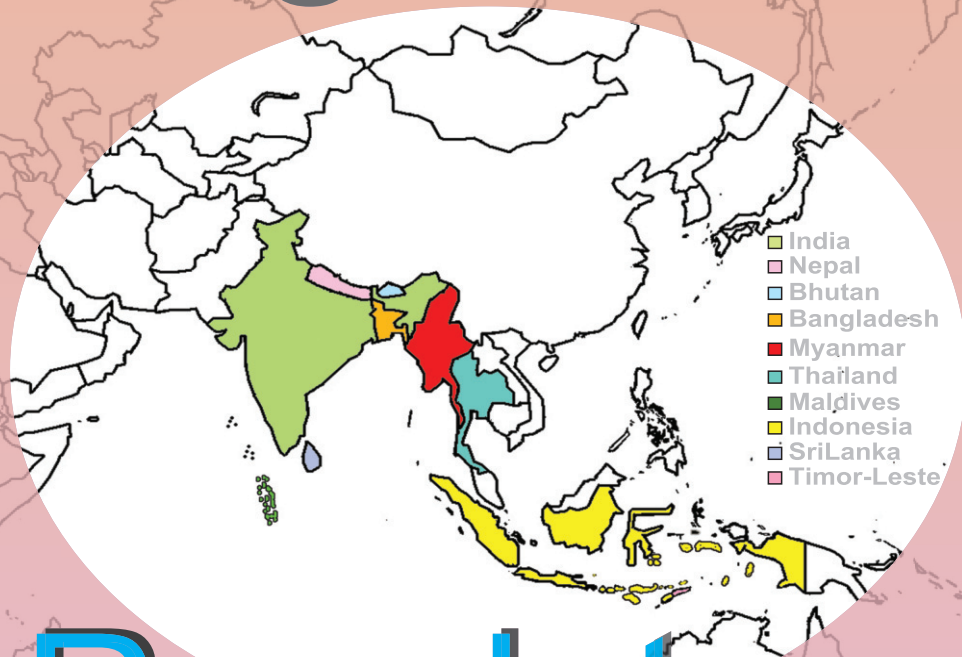 India
Nepal
Bhutan
Bangladesh
Myanmar
Thailand
Maldives
Indonesia
SriLanka
Timor-Leste